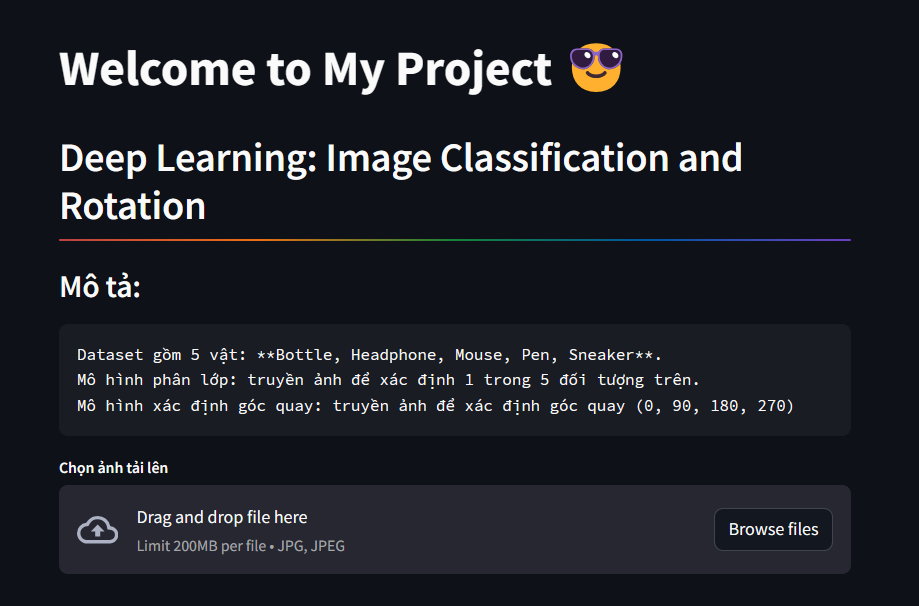 Welcome to My Project 😎
Deep Learning: Image Classification and
Rotation
Mô tả:
Dataset gồm 5 vật: **Bottle, Headphone, Mouse, Pen, Sneaker**.
Mô hình phân lớp: truyền ảnh để xác định 1 trong 5 đối tượng trên.
Mô hình xác định góc quay: truyền ảnh để xác định góc quay (0, 90, 180, 270)
Chọn ảnh tải lên
Drag and drop file here
Limit 200MB per file • JPG, JPEG
Browse files